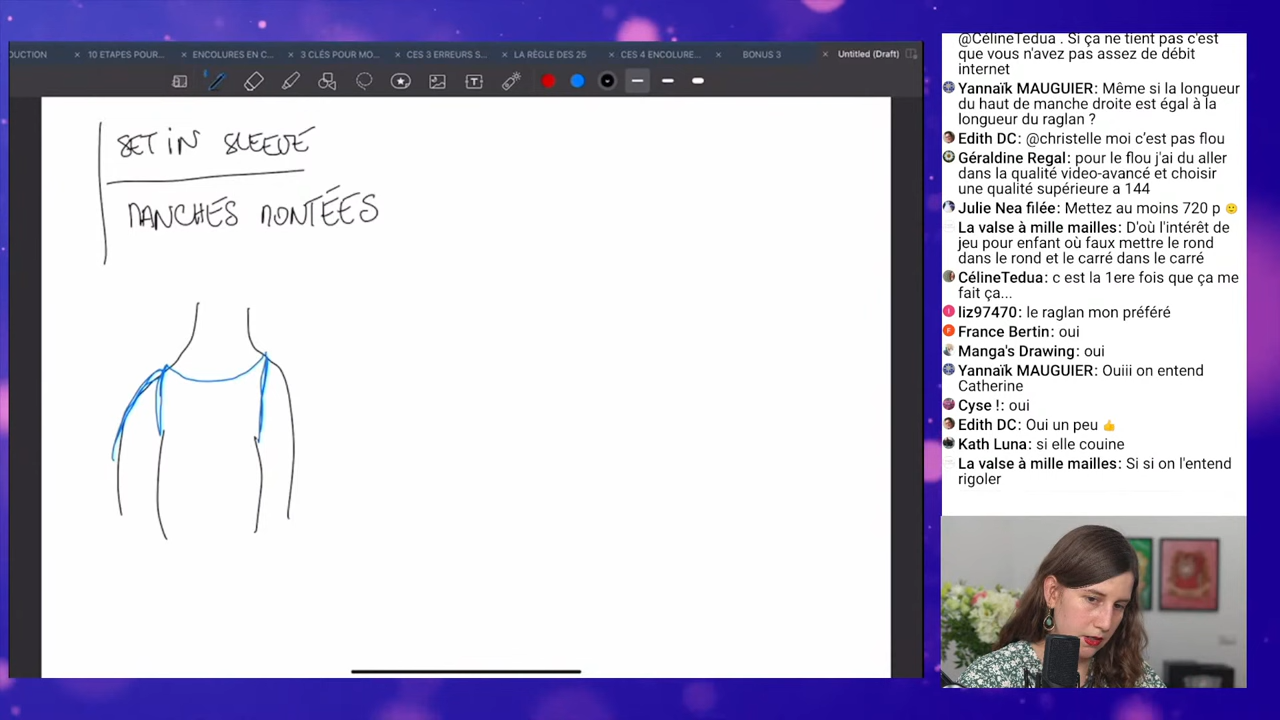 ODUCTION
10 ETAPES POUR...
ENCOLURES EN C...
3 CLÉS POUR MO...
CES 3 ERREURS S...
LA RÈGLE DES 25
CES 4 ENCOLURE...
BONUS 3
Untitled (Draft)
SET IN SLEEVE
MANCHES MONTÉES
@CélineTedua . Si ça ne tient pas c'est
que vous n'avez pas assez de débit
internet
Yannaïk MAUGUIER: Même si la longueur
du haut de manche droite est égal à la
longueur du raglan ?
Edith DC: @christelle moi c'est pas flou
Géraldine Regal: pour le flou j'ai du aller
dans la qualité video-avancé et choisir
une qualité supérieure a 144
Julie Nea filée: Mettez au moins 720 p 🙂
La valse à mille mailles: D'où l'intérêt de
jeu pour enfant où faux mettre le rond
dans le rond et le carré dans le carré
CélineTedua: c est la 1ere fois que ça me
fait ça...
liz97470: le raglan mon préféré
France Bertin: oui
Manga's Drawing: oui
Yannaïk MAUGUIER: Ouiii on entend
Catherine
Cyse !: oui
Edith DC: Oui un peu 👍
Kath Luna: si elle couine
La valse à mille mailles: Si si on l'entend
rigoler